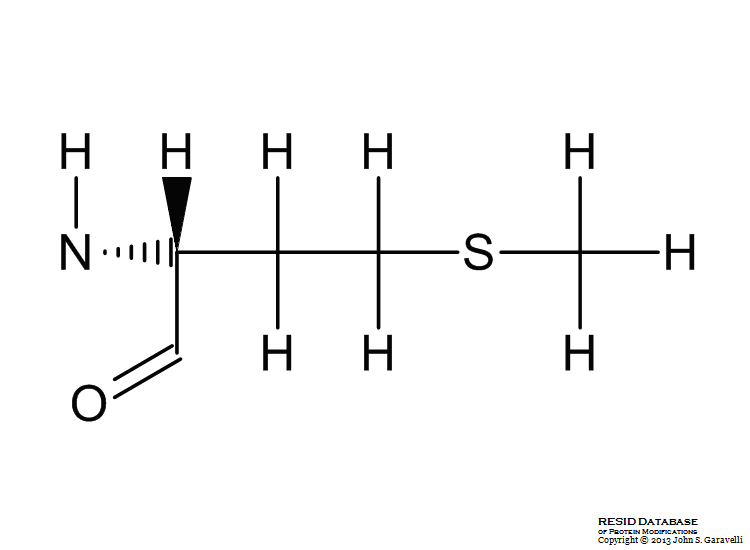 H H H H H
N S H
H H H
O
RESID DATABASE
OF PROTEIN MODIFICATIONS
Copyright © 2013 John S. Garavelli